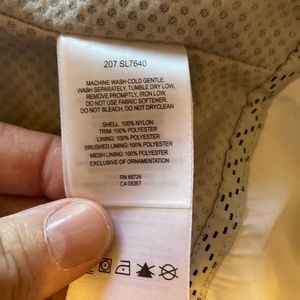 207 SL7640
MACHINE WASH COLD GENTLE,
WASH SEPARATELY, TUMBLE DRY LOW,
REMOVE PROMPTLY, IRON LOW,
DO NOT USE FABRIC SOFTENER,
DO NOT BLEACH, DO NOT DRYCLEAN
SHELL: 100% NYLON
TRIM: 100% POLYESTER
LINING: 100% POLYESTER
BRUSHED LINING: 100% POLYESTER
MESH LINING: 100% POLYESTER
EXCLUSIVE OF ORNAMENTATION
RN 69724
CA 05367